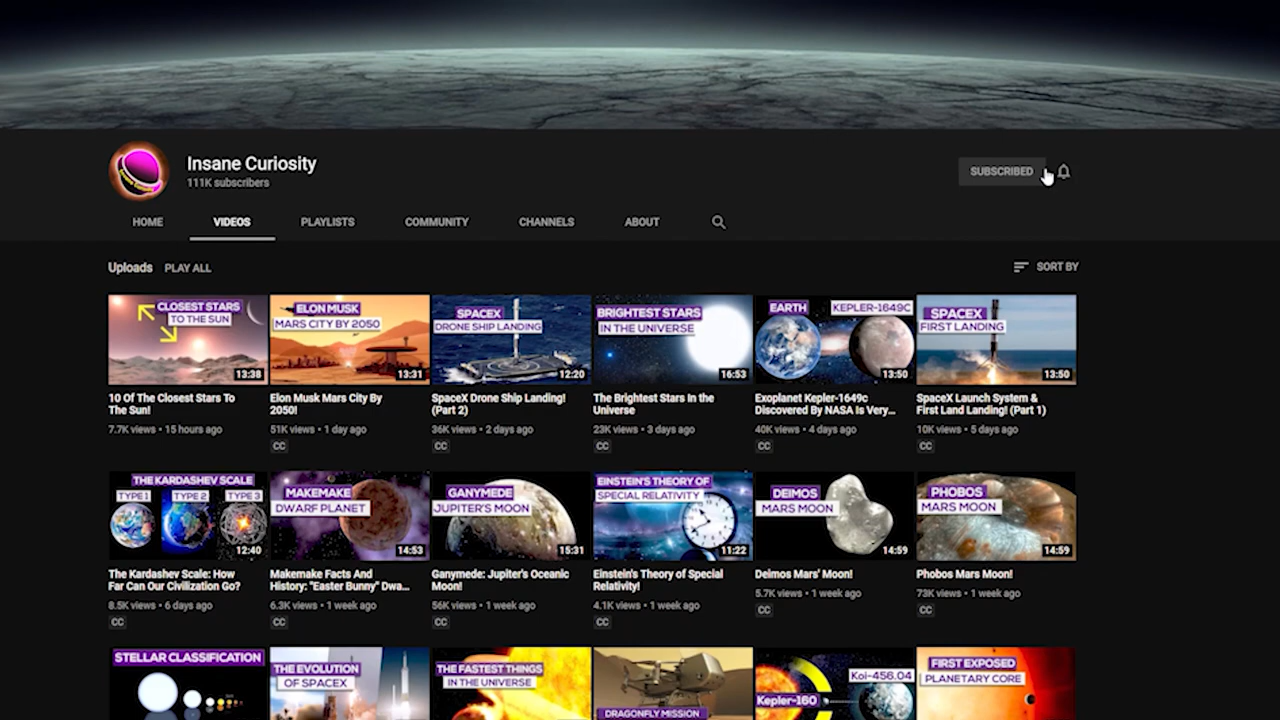 Insane Curiosity
111K subscribers
SUBSCRIBED
HOME VIDEOS PLAYLISTS COMMUNITY CHANNELS ABOUT
Uploads PLAY ALL SORT BY
CLOSEST STARS
TO THE SUN
13:38
ELON MUSK
MARS CITY BY 2050
13:31
SPACEX
DRONE SHIP LANDING
12:20
BRIGHTEST STARS
IN THE UNIVERSE
16:53
EARTH KEPLER-1649C
13:50
SPACEX
FIRST LANDING
13:50
10 Of The Closest Stars To
The Sun!
7.7K views • 15 hours ago
Elon Musk Mars City By
2050!
51K views • 1 day ago
CC
SpaceX Drone Ship Landing!
(Part 2)
36K views • 2 days ago
CC
The Brightest Stars In the
Universe
23K views • 3 days ago
CC
Exoplanet Kepler-1649c
Discovered By NASA Is Very...
40K views • 4 days ago
CC
SpaceX Launch System &
First Land Landing! (Part 1)
10K views • 5 days ago
CC
THE KARDASHEV SCALE
TYPE 1 TYPE 2 TYPE 3
12:40
MAKEMAKE
DWARF PLANET
14:53
GANYMEDE
JUPITER'S MOON
15:31
EINSTEIN'S THEORY OF
SPECIAL RELATIVITY
11:22
DEIMOS
MARS MOON
14:59
PHOBOS
MARS MOON
14:59
The Kardashev Scale: How
Far Can Our Civilization Go?
8.5K views • 6 days ago
CC
Makemake Facts And
History: "Easter Bunny" Dwa...
6.3K views • 1 week ago
CC
Ganymede: Jupiter's Oceanic
Moon!
56K views • 1 week ago
CC
Einstein's Theory of Special
Relativity!
4.1K views • 1 week ago
CC
Deimos Mars' Moon!
5.7K views • 1 week ago
CC
Phobos Mars Moon!
73K views • 1 week ago
CC
STELLAR CLASSIFICATION
THE EVOLUTION
OF SPACEX
THE FASTEST THINGS
IN THE UNIVERSE
DRAGONFLY MISSION
Koi-456.04
Kepler-160
FIRST EXPOSED
PLANETARY CORE